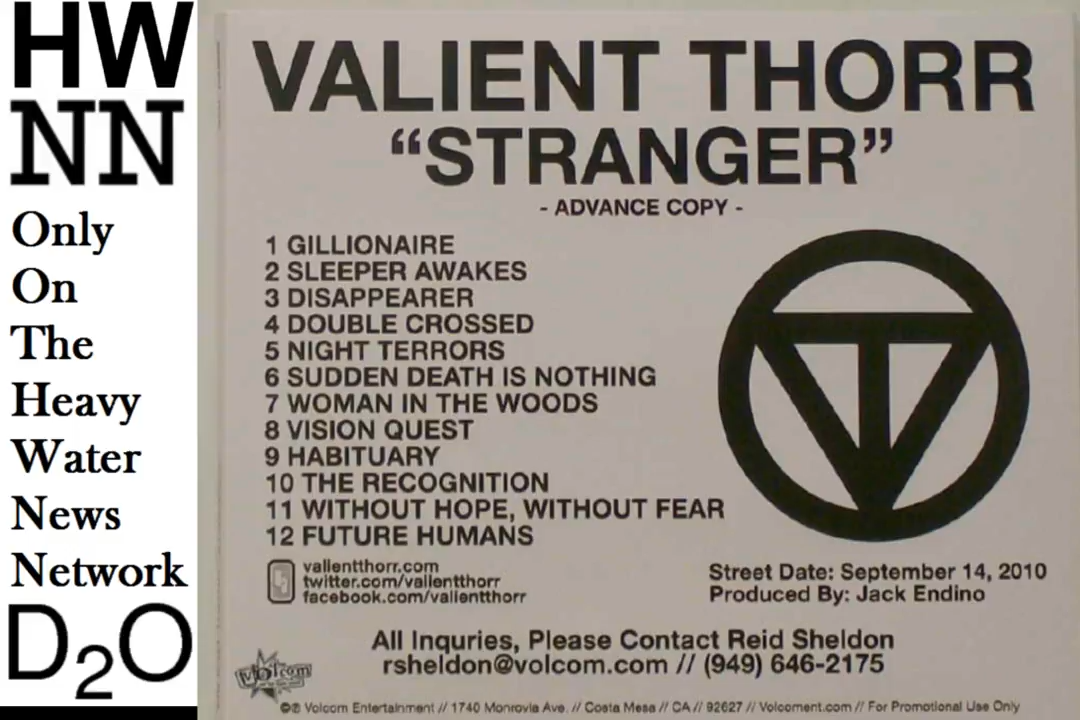 HW
NN
Only
On
The
Heavy
Water
News
Network
D2O
VALIENT THORR
“STRANGER”
- ADVANCE COPY -
1 GILLIONAIRE
2 SLEEPER AWAKES
3 DISAPPEARER
4 DOUBLE CROSSED
5 NIGHT TERRORS
6 SUDDEN DEATH IS NOTHING
7 WOMAN IN THE WOODS
8 VISION QUEST
9 HABITUARY
10 THE RECOGNITION
11 WITHOUT HOPE, WITHOUT FEAR
12 FUTURE HUMANS
valientthorr.com
twitter.com/valientthorr
facebook.com/valientthorr
Street Date: September 14, 2010
Produced By: Jack Endino
All Inquries, Please Contact Reid Sheldon
rsheldon@volcom.com // (949) 646-2175
Volcom
©℗ Volcom Entertainment // 1740 Monrovia Ave. // Costa Mesa // CA // 92627 // Volcoment.com // For Promotional Use Only